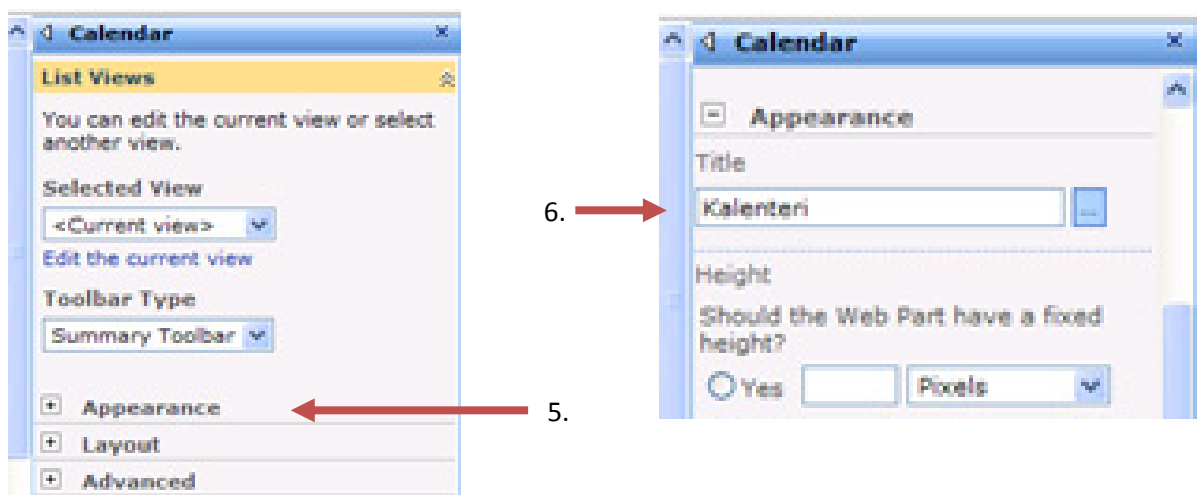 Calendar
List Views
You can edit the current view or select
another view.
Selected View
<Current view>
Edit the current view
Toolbar Type
Summary Toolbar
Appearance
5.
Layout
Advanced
Calendar
Appearance
Title
6.
Kalenteri
...
Height
Should the Web Part have a fixed
height?
Yes
Pixels